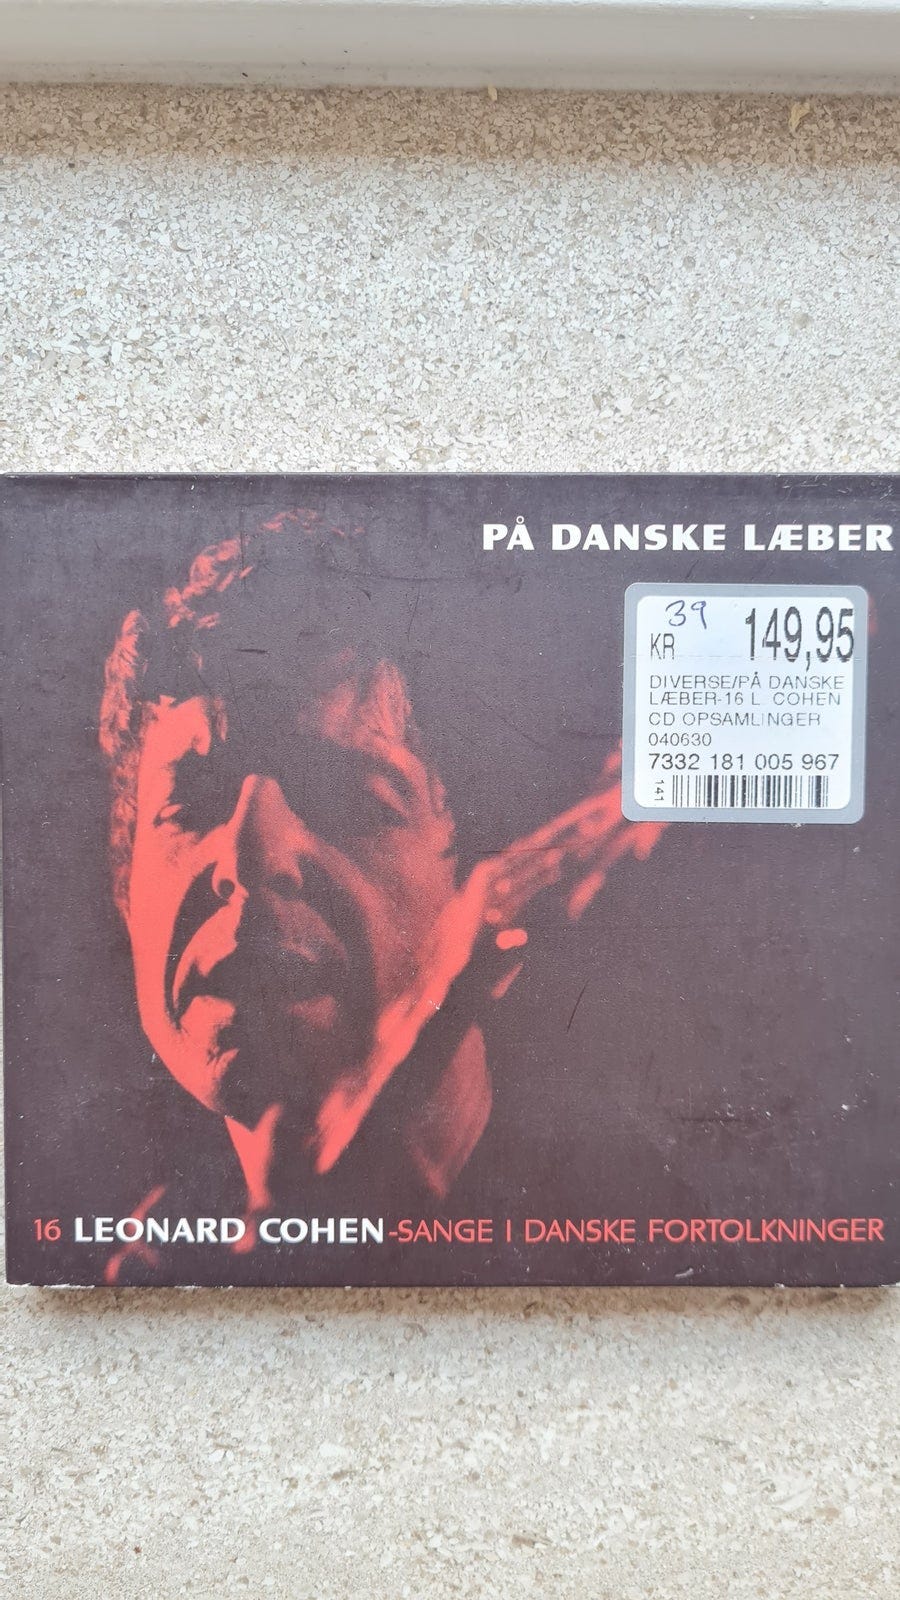 PÅ DANSKE LÆBER
39
KR 149,95
DIVERSE/PÅ DANSKE
LÆBER-16 L. COHEN
CD OPSAMLINGER
040630
7332 181 005 967
141
16 LEONARD COHEN-SANGE I DANSKE FORTOLKNINGER